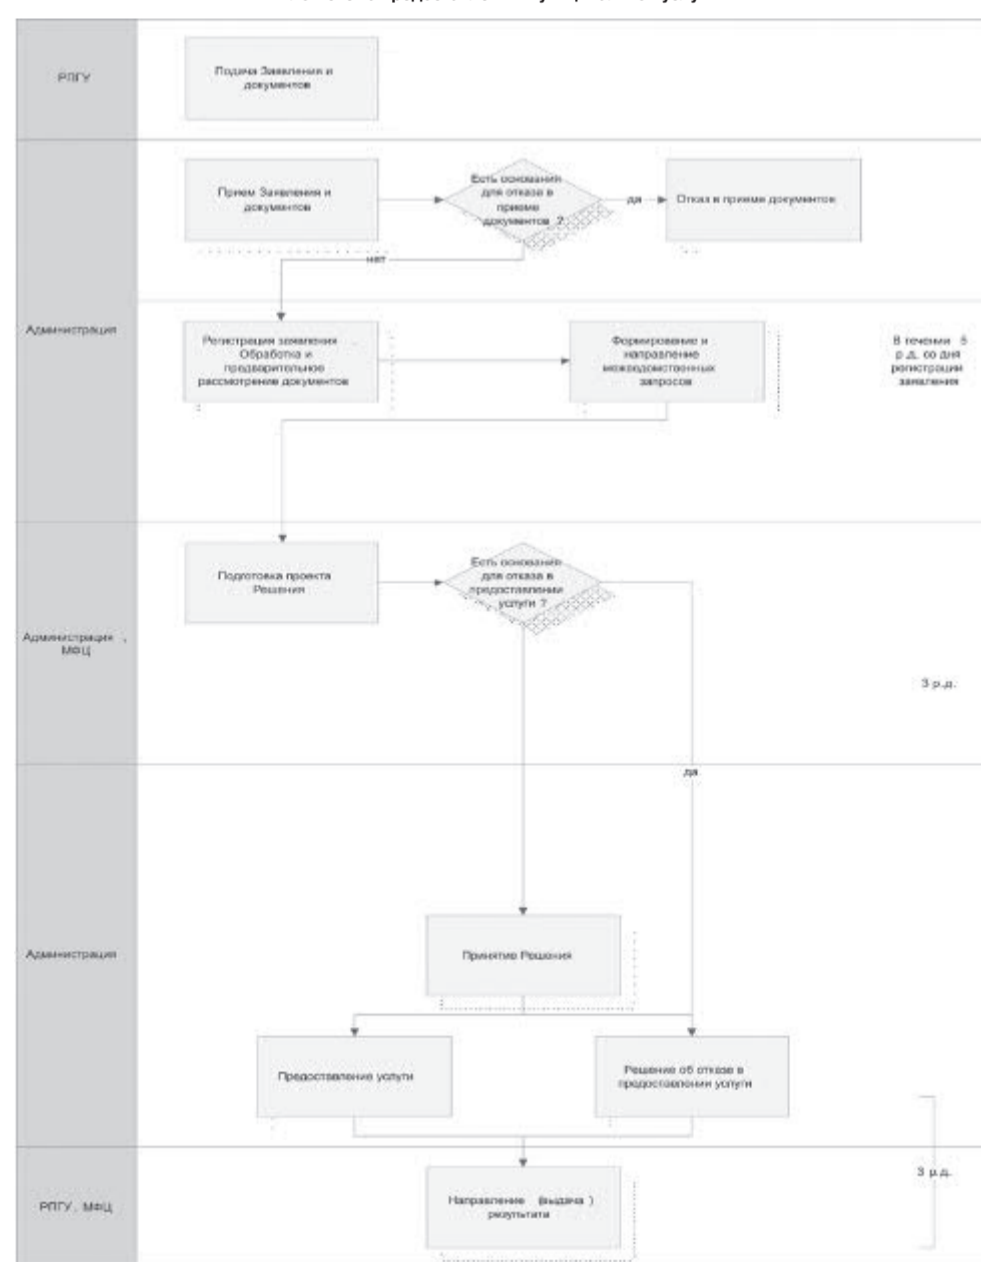 РПГУ
Подача Заявления и
документов
Администрация
Прием Заявления и
документов
Есть основания
для отказа в
приеме
документов ?
да
Отказ в приеме документов
нет
Регистрация заявления .
Обработка и
предварительное
рассмотрение документов
Формирование и
направление
межведомственных
запросов
В течении 5
р.д. со дня
регистрации
заявления
Администрация ,
МФЦ
Подготовка проекта
Решения
Есть основания
для отказа в
предоставлении
услуги ?
3 р.д.
да
Администрация
Принятие Решения
Предоставление услуги
Решение об отказе в
предоставлении услуги
3 р.д.
РПГУ , МФЦ
Направление (выдача )
результата